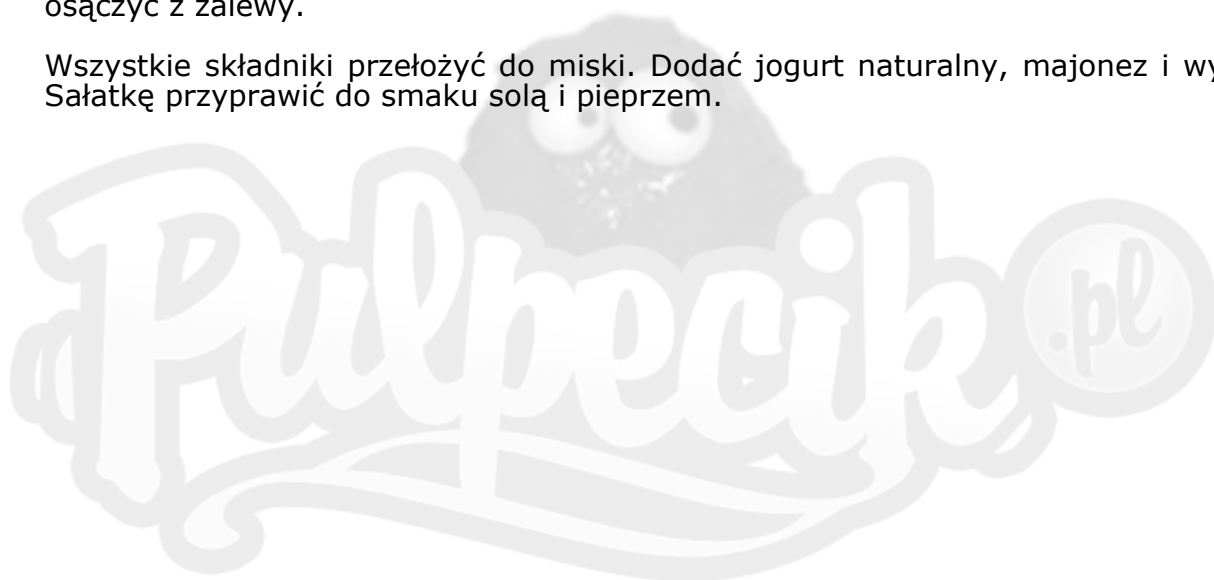 osączyć z zalewy.
Wszystkie składniki przełożyć do miski. Dodać jogurt naturalny, majonez i wy
Sałatkę przyprawić do smaku solą i pieprzem.
Pulpecik .pl